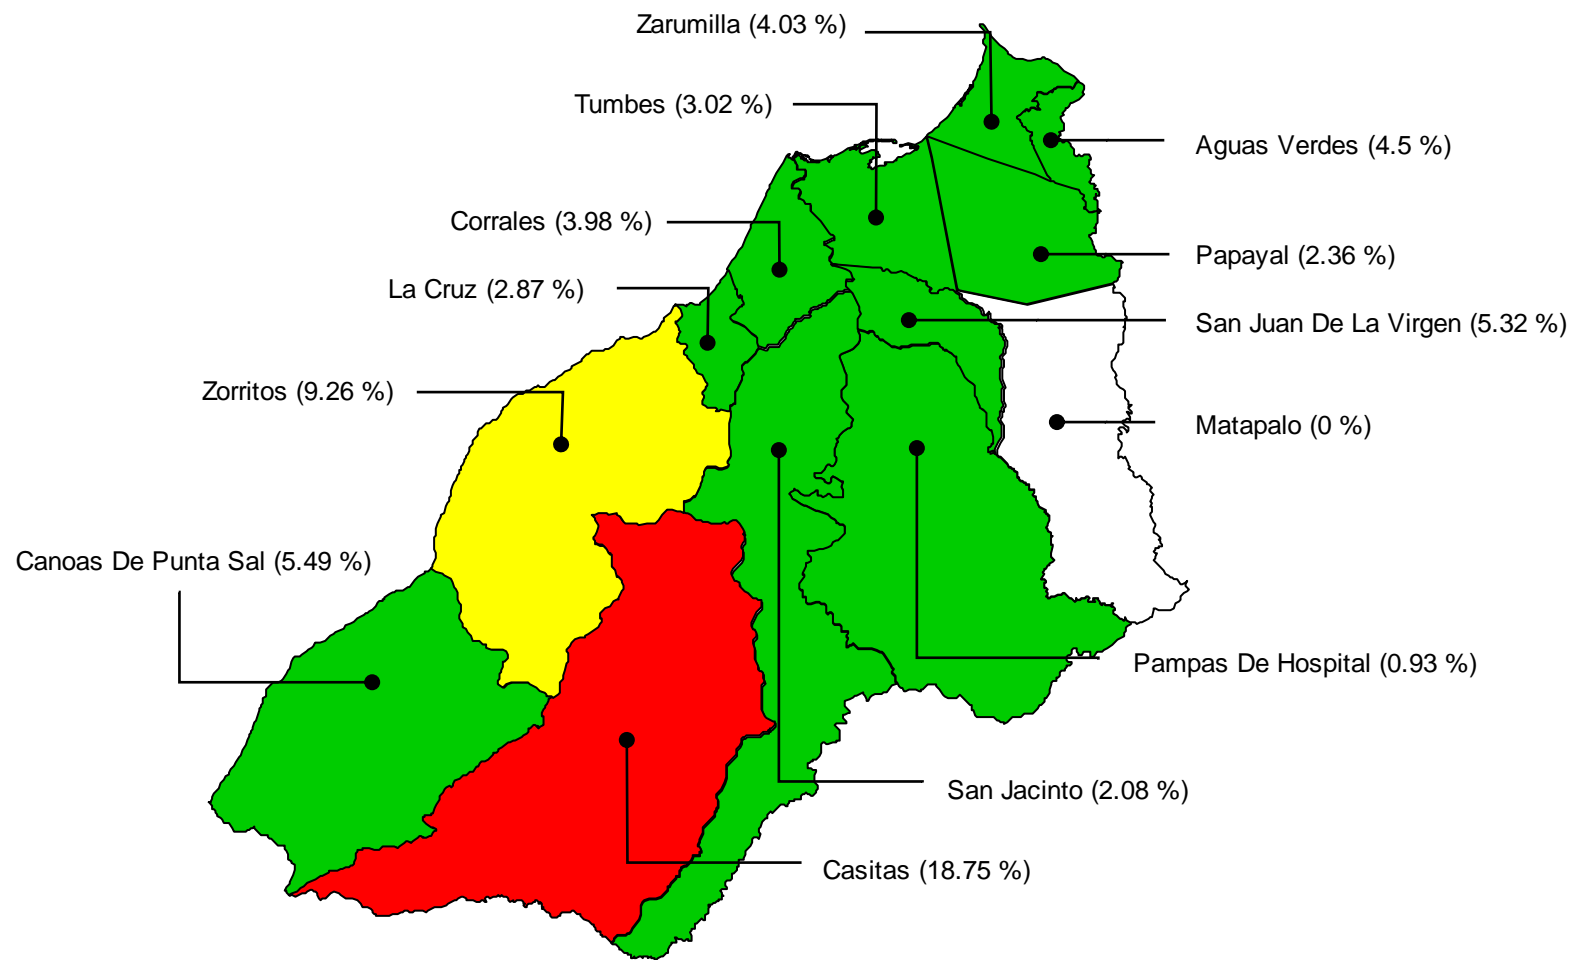 Zarumilla (4.03 %)
Tumbes (3.02 %)
Aguas Verdes (4.5 %)
Corrales (3.98 %)
Papayal (2.36 %)
La Cruz (2.87 %)
San Juan De La Virgen (5.32 %)
Zorritos (9.26 %)
Matapalo (0 %)
Canoas De Punta Sal (5.49 %)
Pampas De Hospital (0.93 %)
San Jacinto (2.08 %)
Casitas (18.75 %)